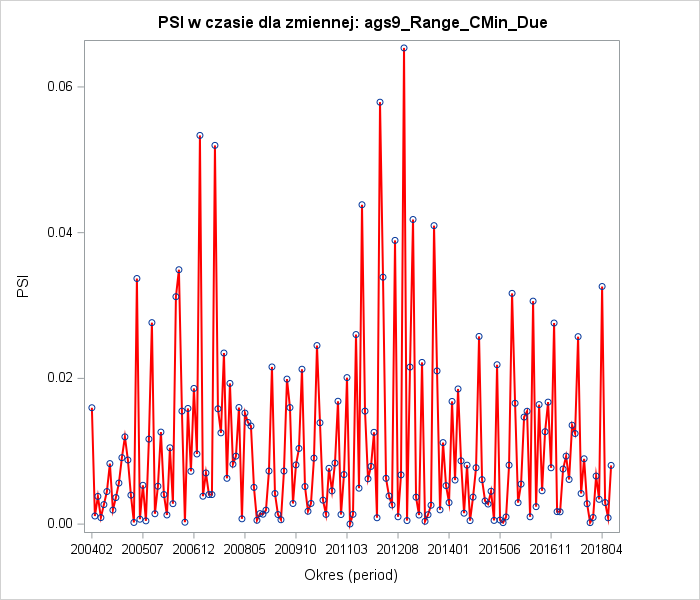 PSI w czasie dla zmiennej: ags9_Range_CMin_Due
0.06
0.04
0.02
0.00
PSI
200402 200507 200612 200805 200910 201103 201208 201401 201506 201611 201804
Okres (period)